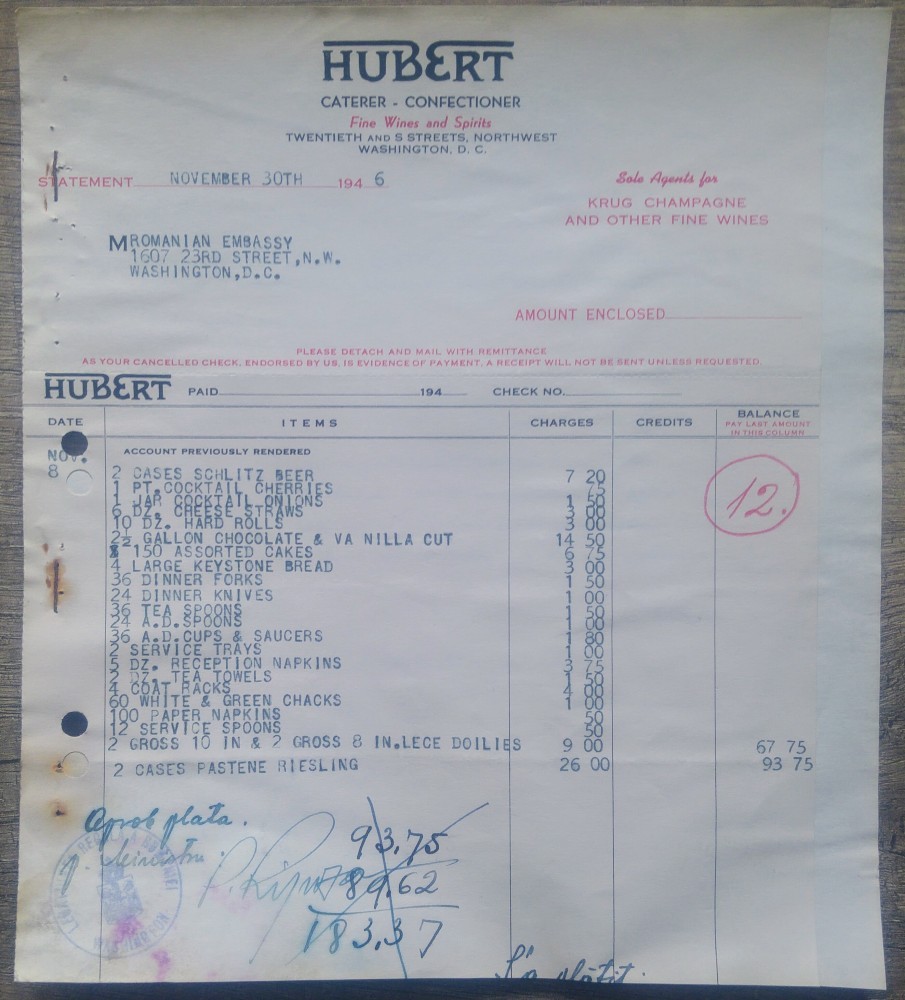 HUBERT
CATERER - CONFECTIONER
Fine Wines and Spirits
TWENTIETH AND S STREETS, NORTHWEST
WASHINGTON, D. C.
STATEMENT NOVEMBER 30TH 194 6
Sole Agents for
KRUG CHAMPAGNE
AND OTHER FINE WINES
M ROMANIAN EMBASSY
1607 23RD STREET,N.W.
WASHINGTON,D.C.
AMOUNT ENCLOSED
PLEASE DETACH AND MAIL WITH REMITTANCE
AS YOUR CANCELLED CHECK, ENDORSED BY US, IS EVIDENCE OF PAYMENT, A RECEIPT WILL NOT BE SENT UNLESS REQUESTED.
HUBERT PAID 194 CHECK NO.
DATE ITEMS CHARGES CREDITS BALANCE
PAY LAST AMOUNT
IN THIS COLUMN
ACCOUNT PREVIOUSLY RENDERED
NOV.
8 2 CASES SCHLITZ BEER 7 20
1 PT.COCKTAIL CHERRIES 75
1 JAR COCKTAIL ONIONS 1 50
6 DZ. CHEESE STRAWS 3 00
10 DZ. HARD ROLLS 3 00
12.
2½ GALLON CHOCOLATE & VA NILLA CUT 14 50
150 ASSORTED CAKES 6 75
4 LARGE KEYSTONE BREAD 3 00
36 DINNER FORKS 1 50
24 DINNER KNIVES 1 00
36 TEA SPOONS 1 50
24 A.D.SPOONS 1 00
36 A.D.CUPS & SAUCERS 1 80
2 SERVICE TRAYS 1 00
5 DZ. RECEPTION NAPKINS 3 75
2 DZ. TEA TOWELS 1 50
4 COAT RACKS 4 00
60 WHITE & GREEN CHACKS 1 00
100 PAPER NAPKINS 50
12 SERVICE SPOONS 50
2 GROSS 10 IN & 2 GROSS 8 IN.LECE DOILIES 9 00 67 75
2 CASES PASTENE RIESLING 26 00 93 75
Aprob plata.
p. Ministru
93.75
89.62
183.37
S'a plătit.
WASHINGTON